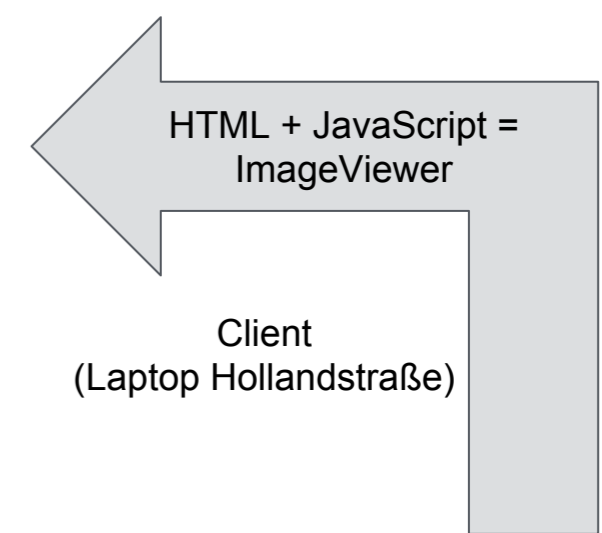 HTML + JavaScript =
ImageViewer
Client
(Laptop Hollandstraße)